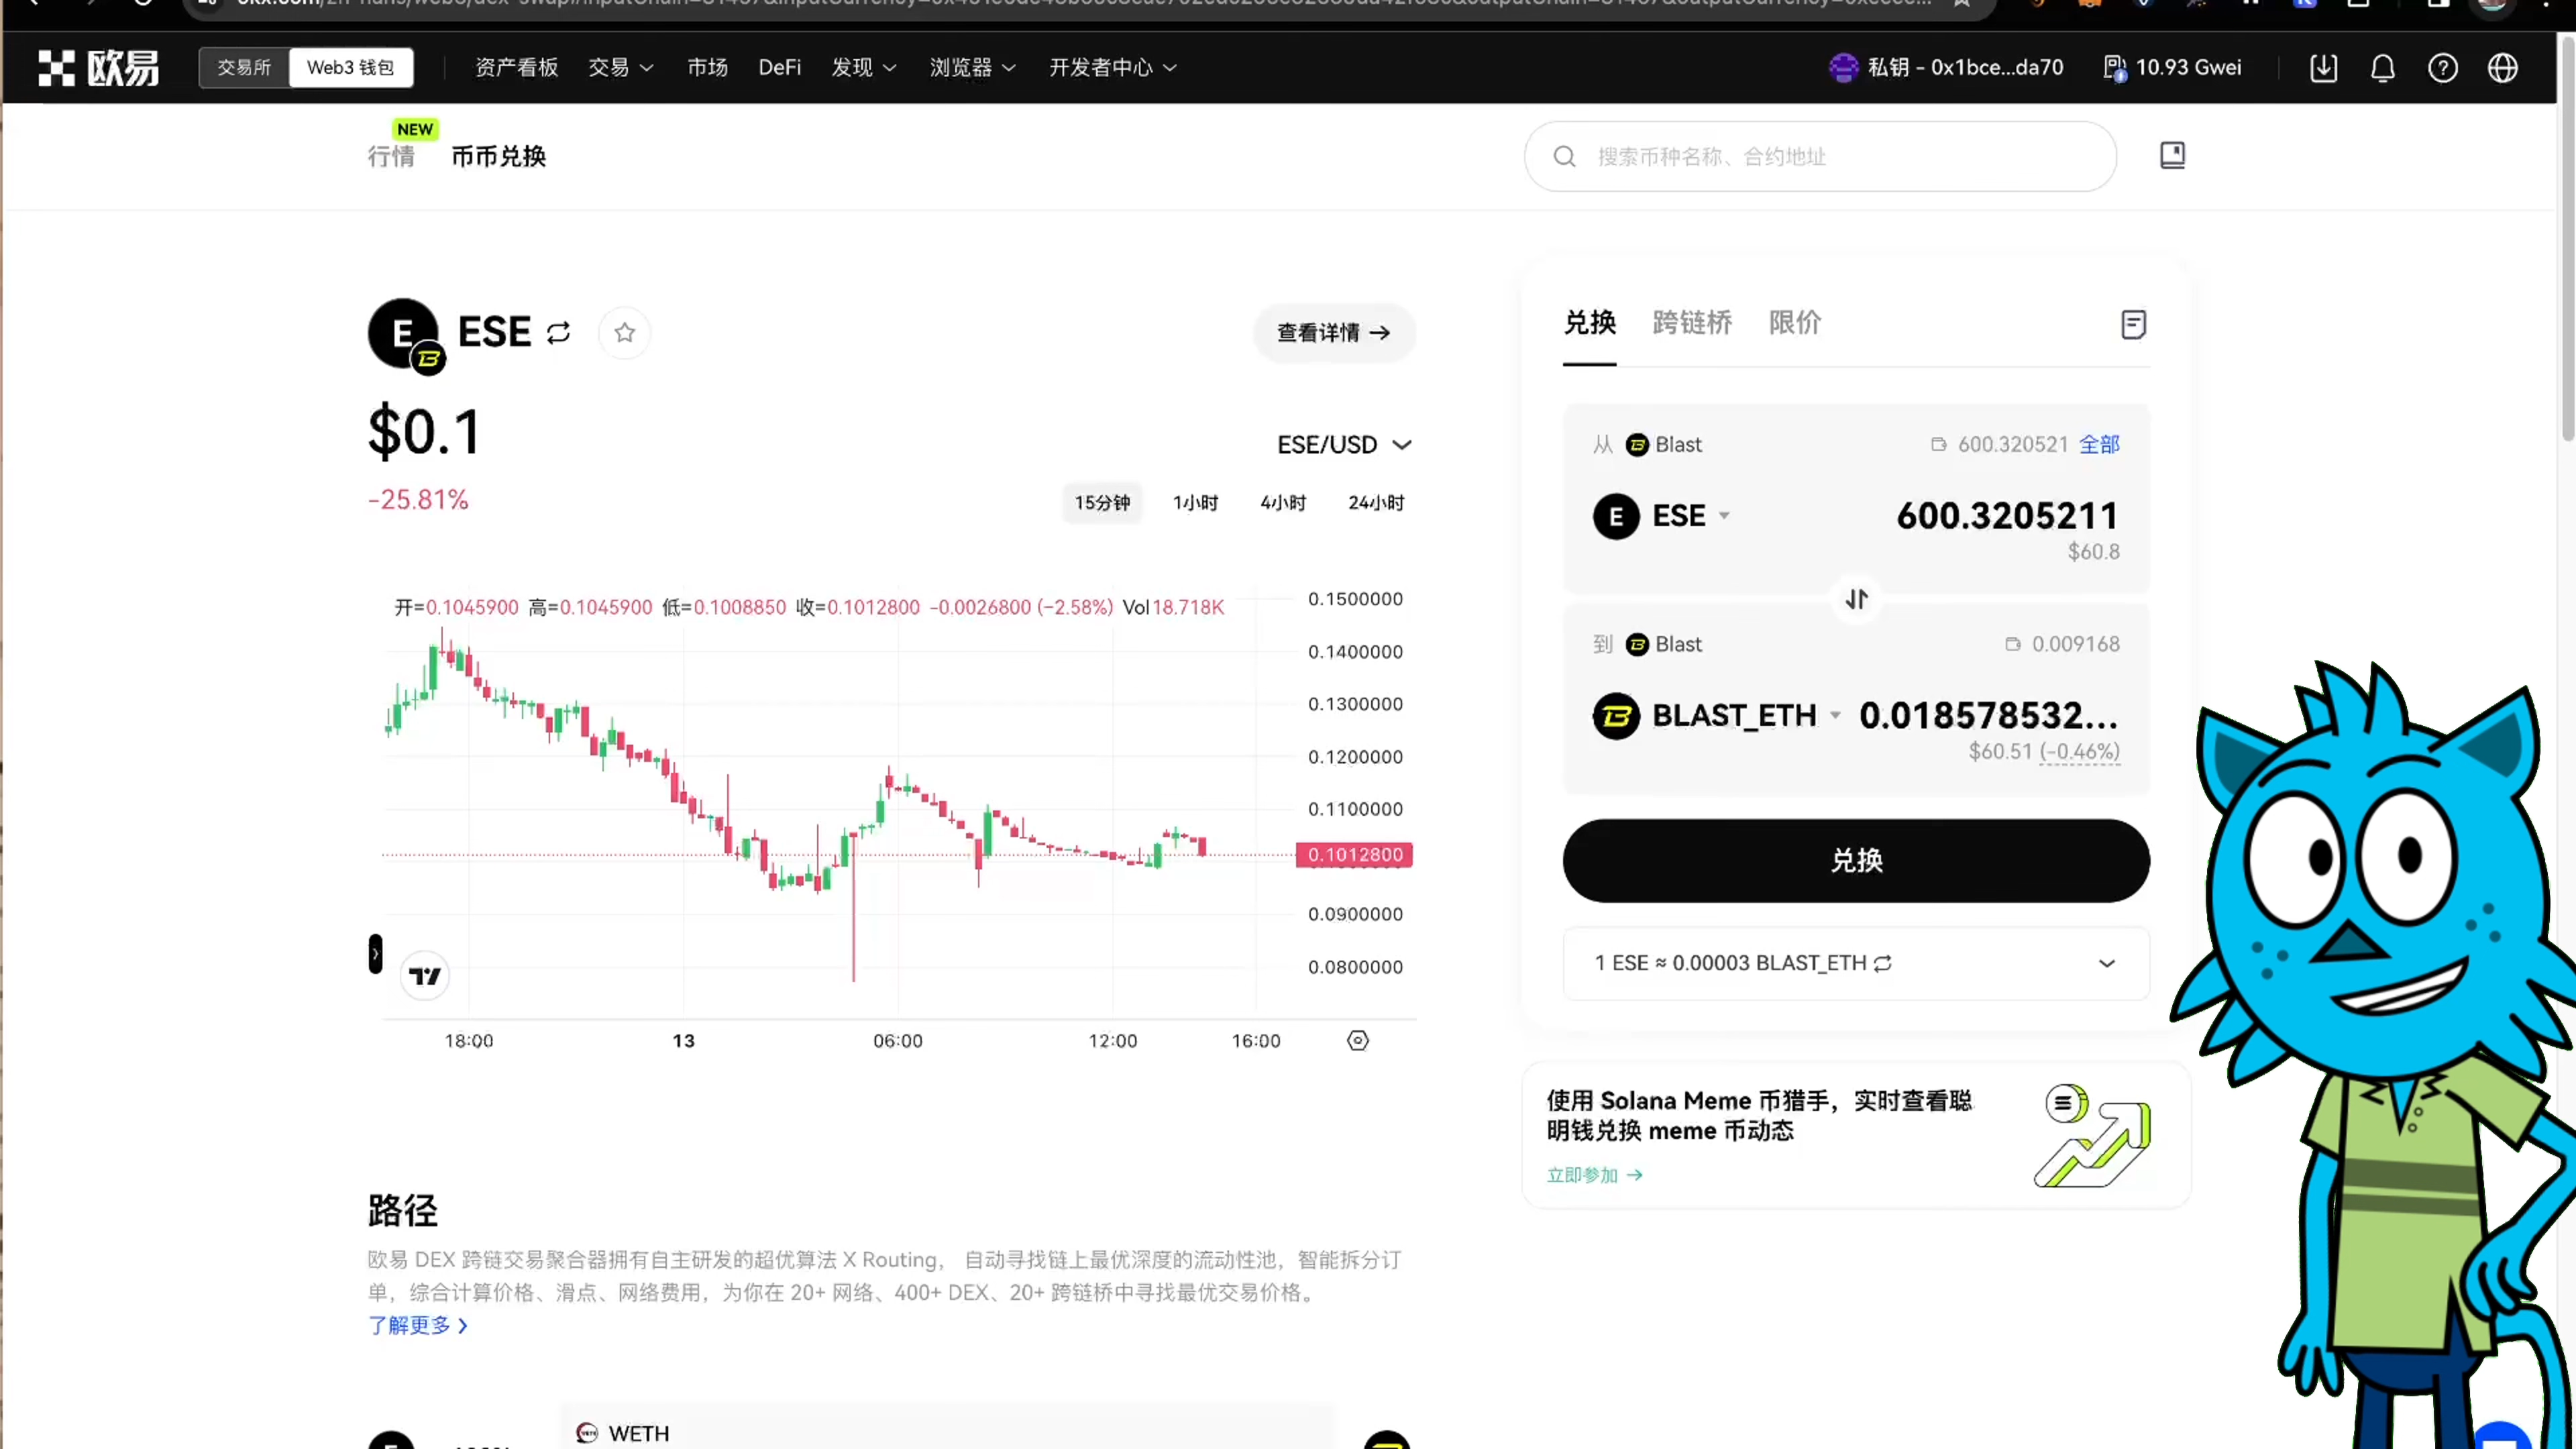 欧易 交易所 Web3 钱包 资产看板 交易 市场 DeFi 发现 浏览器 开发者中心 私钥 - 0x1bce...da70 10.93 Gwei
NEW
行情 币币兑换 搜索币种名称、合约地址
E ESE 查看详情 →
$0.1
ESE/USD
-25.81%
15分钟 1小时 4小时 24小时
开=0.1045900 高=0.1045900 低=0.1008850 收=0.1012800 -0.0026800 (-2.58%) Vol18.718K
0.1500000
0.1400000
0.1300000
0.1200000
0.1100000
0.1012800
0.0900000
0.0800000
18:00 13 06:00 12:00 16:00
兑换 跨链桥 限价
从 Blast 600.320521 全部
E ESE 600.3205211
$60.8
到 Blast 0.009168
BLAST_ETH 0.018578532...
$60.51 (-0.46%)
兑换
1 ESE ≈ 0.00003 BLAST_ETH
使用 Solana Meme 币猎手，实时查看聪
明钱兑换 meme 币动态
立即参加 →
路径
欧易 DEX 跨链交易聚合器拥有自主研发的超优算法 X Routing， 自动寻找链上最优深度的流动性池，智能拆分订
单，综合计算价格、滑点、网络费用，为你在 20+ 网络、400+ DEX、20+ 跨链桥中寻找最优交易价格。
了解更多
WETH